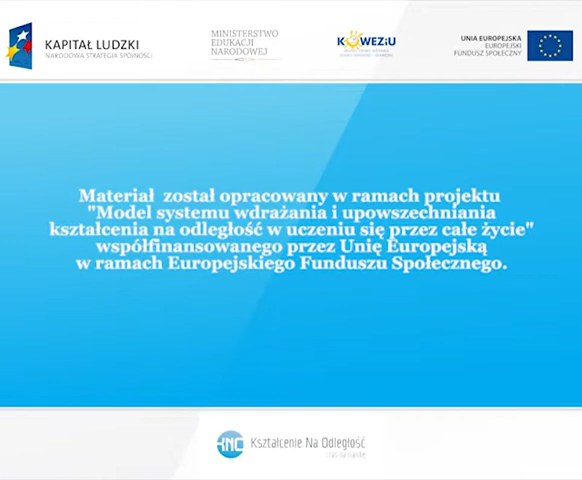 KAPITAŁ LUDZKI
NARODOWA STRATEGIA SPÓJNOŚCI
MINISTERSTWO
EDUKACJI
NARODOWEJ
KOWEZiU
UNIA EUROPEJSKA
EUROPEJSKI
FUNDUSZ SPOŁECZNY
Materiał został opracowany w ramach projektu
"Model systemu wdrażania i upowszechniania
kształcenia na odległość w uczeniu się przez całe życie"
współfinansowanego przez Unię Europejską
w ramach Europejskiego Funduszu Społecznego.
KNO Kształcenie Na Odległość